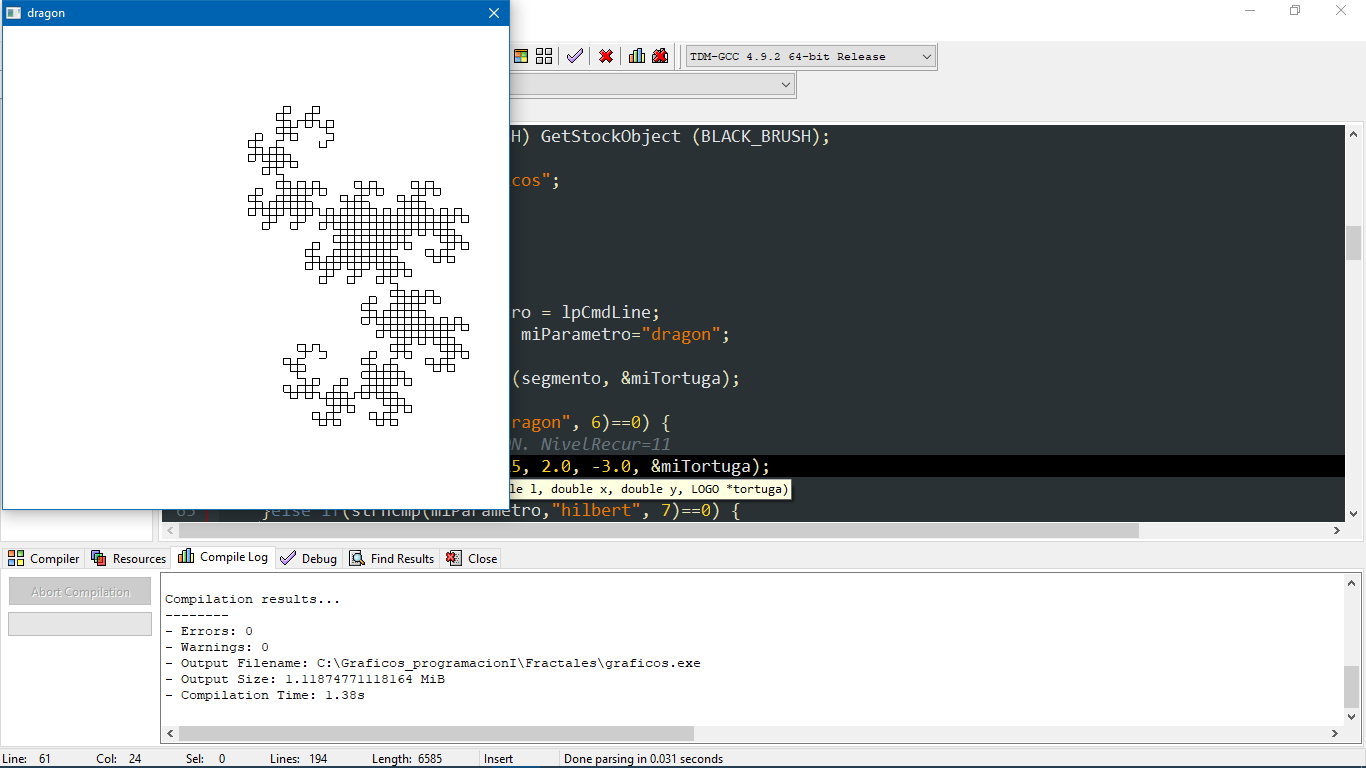 dragon
TDM-GCC 4.9.2 64-bit Release
H) GetStockObject (BLACK_BRUSH);
cos";
ro = lpCmdLine;
miParametro="dragon";
(segmento, &miTortuga);
ragon", 6)==0) {
ON. NivelRecur=11
5, 2.0, -3.0, &miTortuga);
le l, double x, double y, LOGO *tortuga)
65 }else if(strncmp(miParametro,"hilbert", 7)==0) {
Compiler Resources Compile Log Debug Find Results Close
Abort Compilation
Compilation results...
--------
- Errors: 0
- Warnings: 0
- Output Filename: C:\Graficos_programacionI\Fractales\graficos.exe
- Output Size: 1.11874771118164 MiB
- Compilation Time: 1.38s
Line: 61 Col: 24 Sel: 0 Lines: 194 Length: 6585 Insert Done parsing in 0.031 seconds